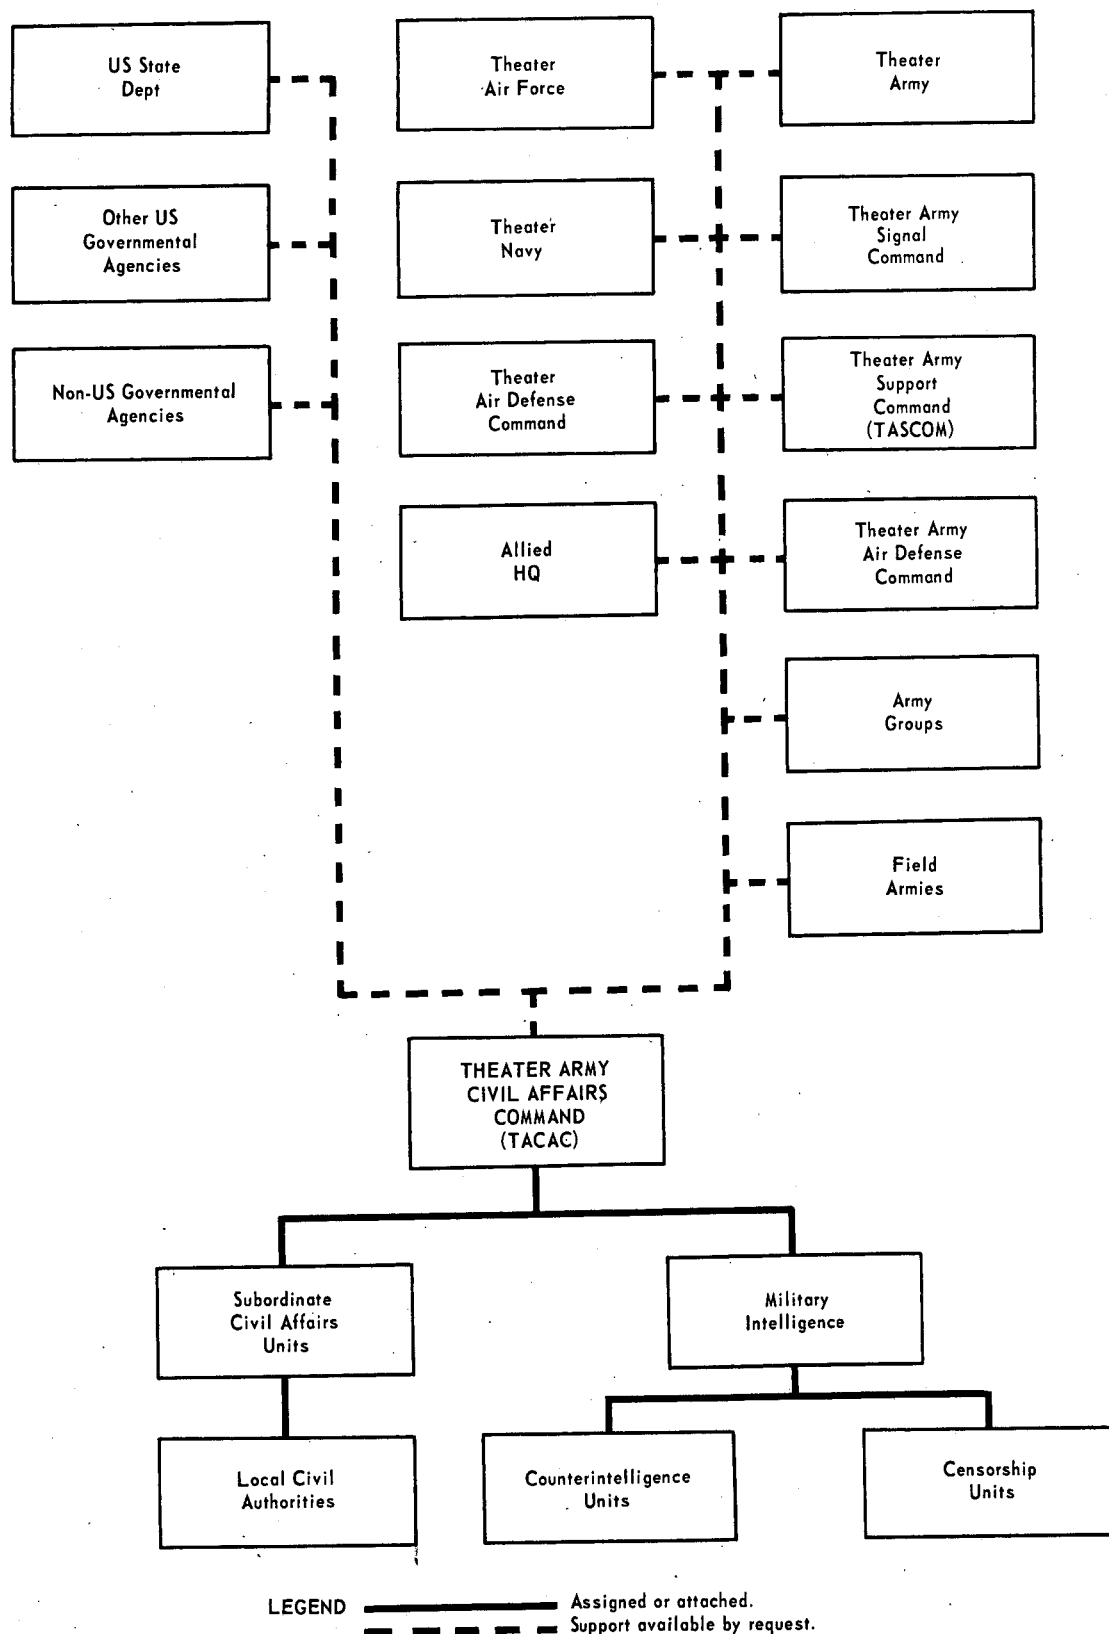 US State
Dept
Theater
Air Force
Theater
Army
Other US
Governmental
Agencies
Theater
Navy
Theater Army
Signal
Command
Non-US Governmental
Agencies
Theater
Air Defense
Command
Theater Army
Support
Command
(TASCOM)
Allied
HQ
Theater Army
Air Defense
Command
Army
Groups
Field
Armies
THEATER ARMY
CIVIL AFFAIRS
COMMAND
(TACAC)
Subordinate
Civil Affairs
Units
Military
Intelligence
Local Civil
Authorities
Counterintelligence
Units
Censorship
Units
LEGEND Assigned or attached.
Support available by request.